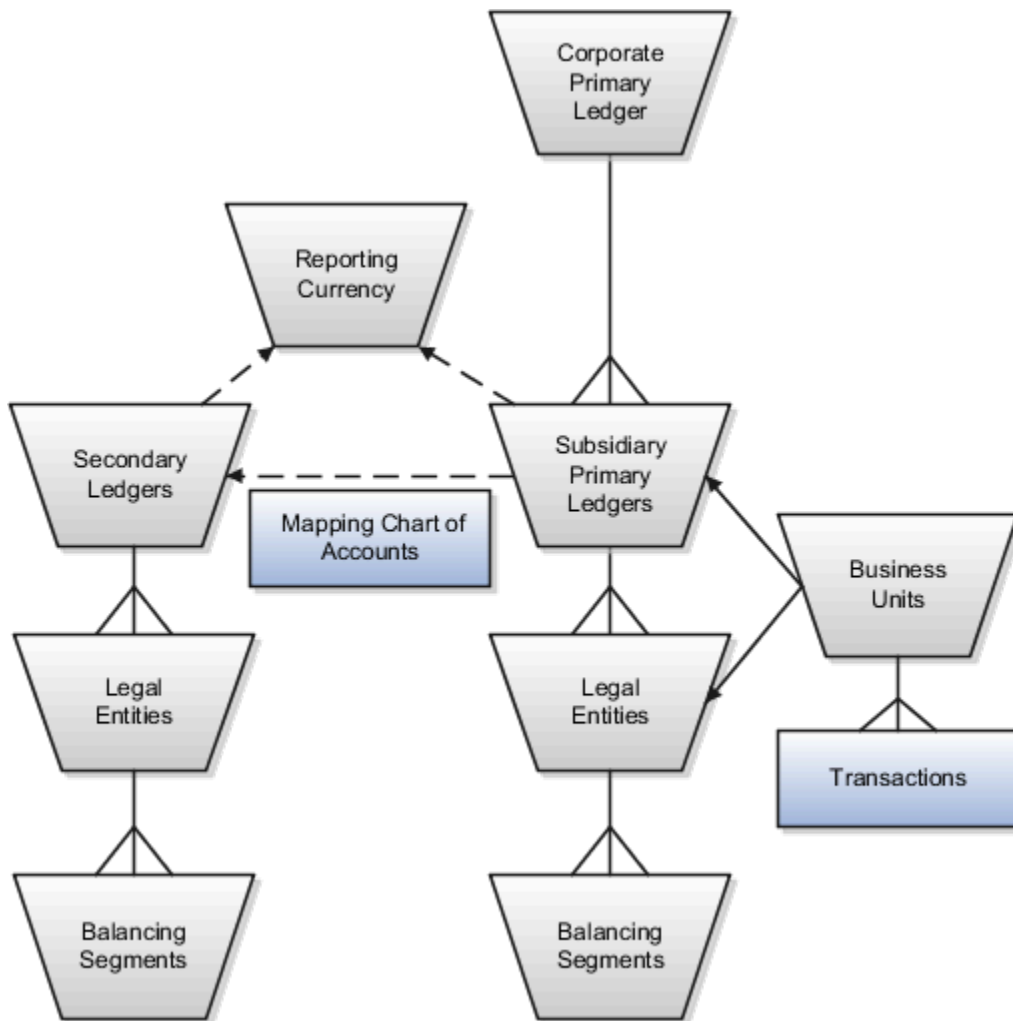 Corporate
Primary
Ledger
Reporting
Currency
Secondary
Ledgers
Subsidiary
Primary
Ledgers
Mapping Chart of
Accounts
Business
Units
Legal
Entities
Legal
Entities
Transactions
Balancing
Segments
Balancing
Segments